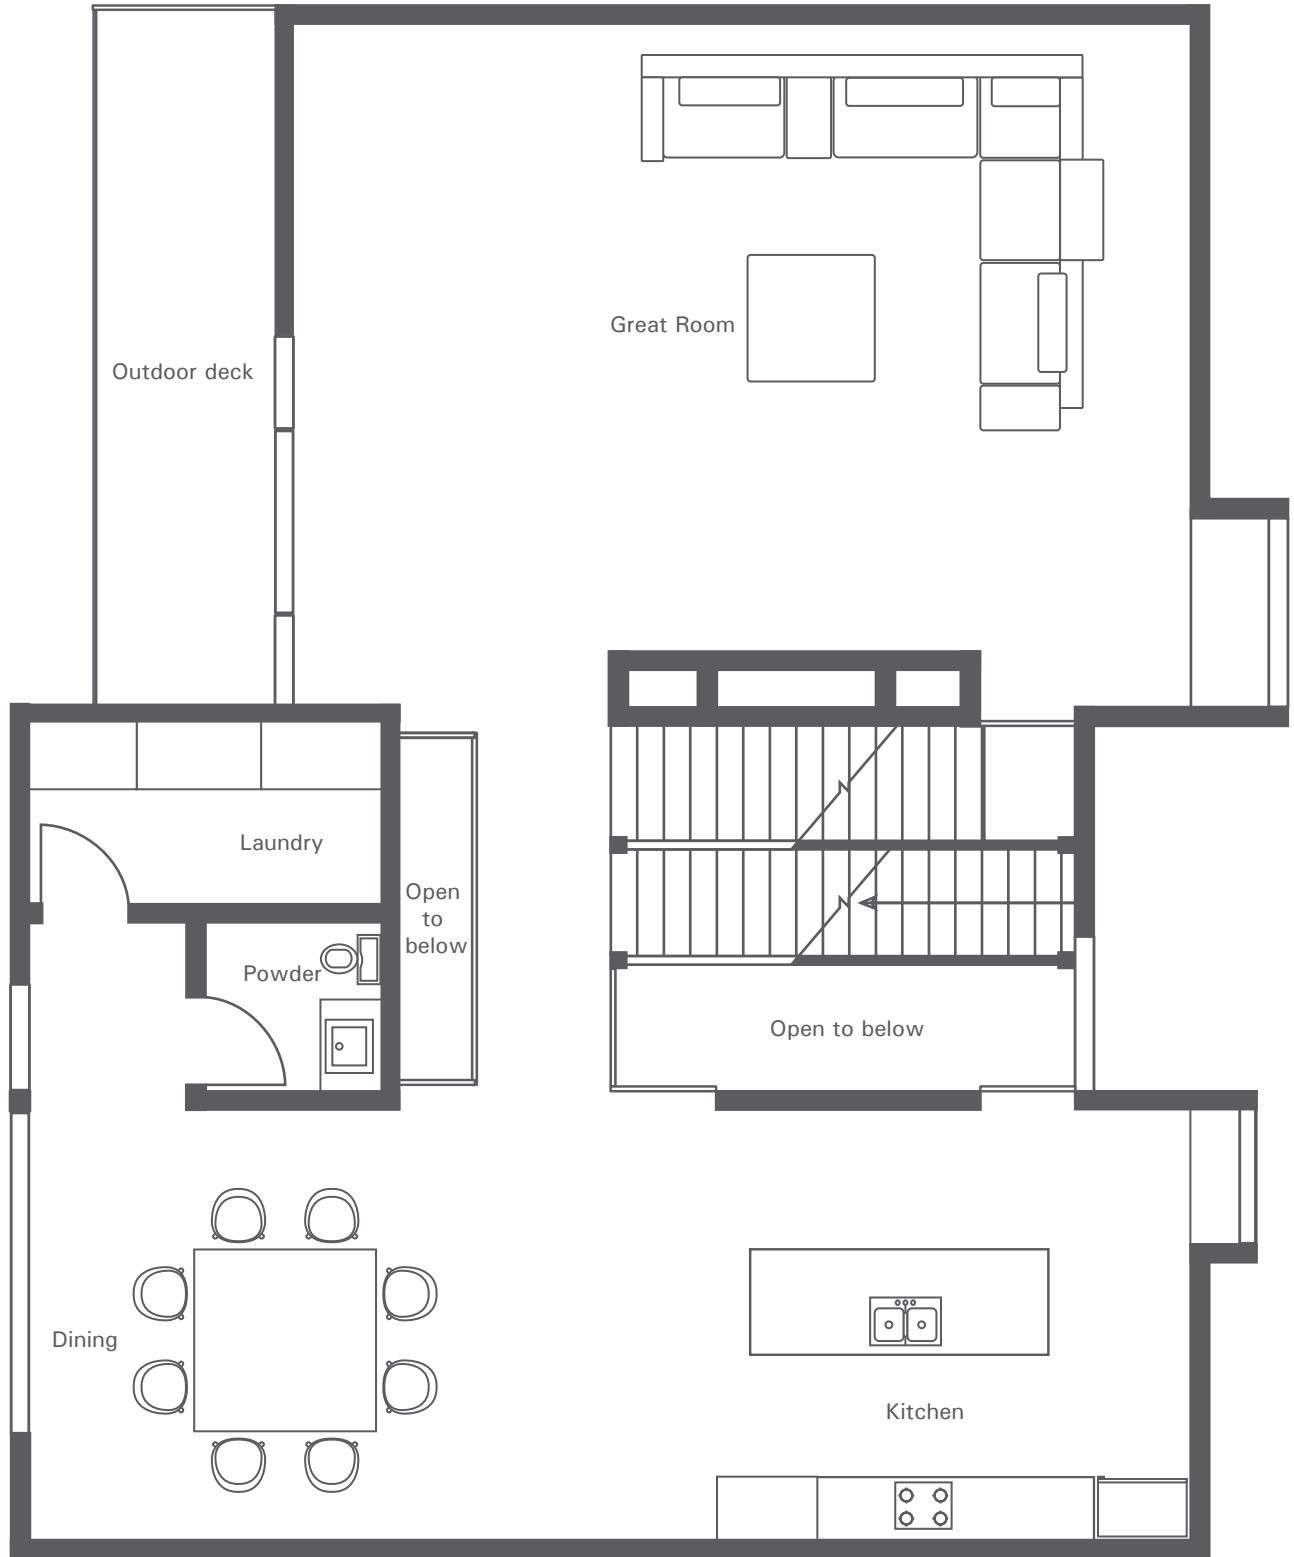 Great Room
Outdoor deck
Laundry
Open
to
below
Powder
Open to below
Dining
Kitchen